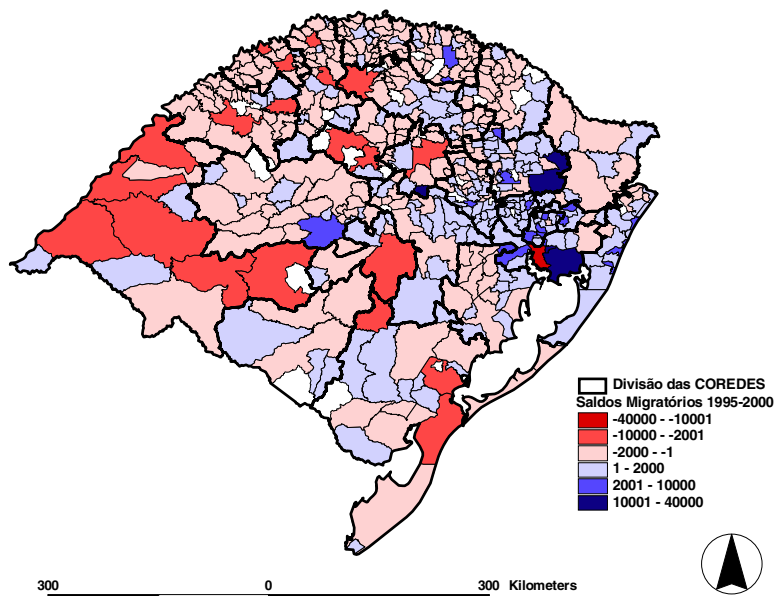 Divisão das COREDES
Saldos Migratórios 1995-2000
-40000 - -10001
-10000 - -2001
-2000 - -1
1 - 2000
2001 - 10000
10001 - 40000
300 0 300 Kilometers